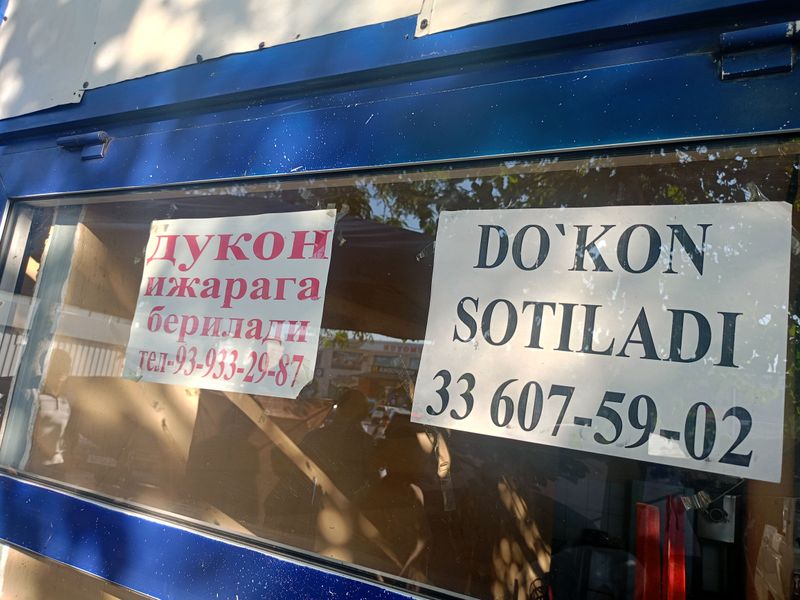 ДУКОН
ижарага
берилади
тел-93-933-29-87
DO`KON
SOTILADI
33 607-59-02